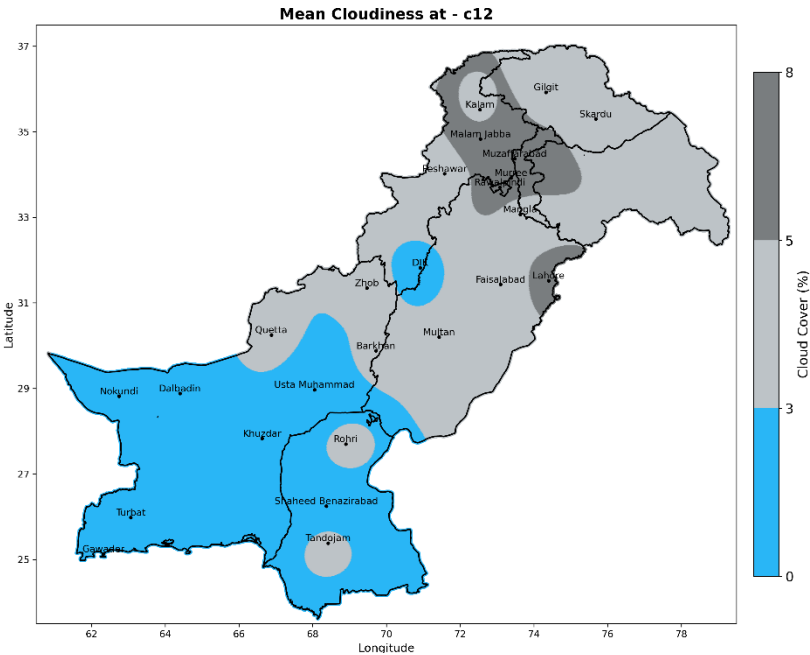 Mean Cloudiness at - c12
37
35
33
31
29
27
25
Latitude
62
64
66
68
70
72
74
76
78
Longitude
Gilgit
Kalam
Skardu
Malam Jabba
Muzaffarabad
Peshawar
Murree
Rawalpindi
Mangla
DIK
Zhob
Faisalabad
Lahore
Quetta
Multan
Barkhan
Nokundi
Dalbadin
Usta Muhammad
Khuzdar
Rohri
Shaheed Benazirabad
Turbat
Tandojam
Gawader
8
5
3
0
Cloud Cover (%)